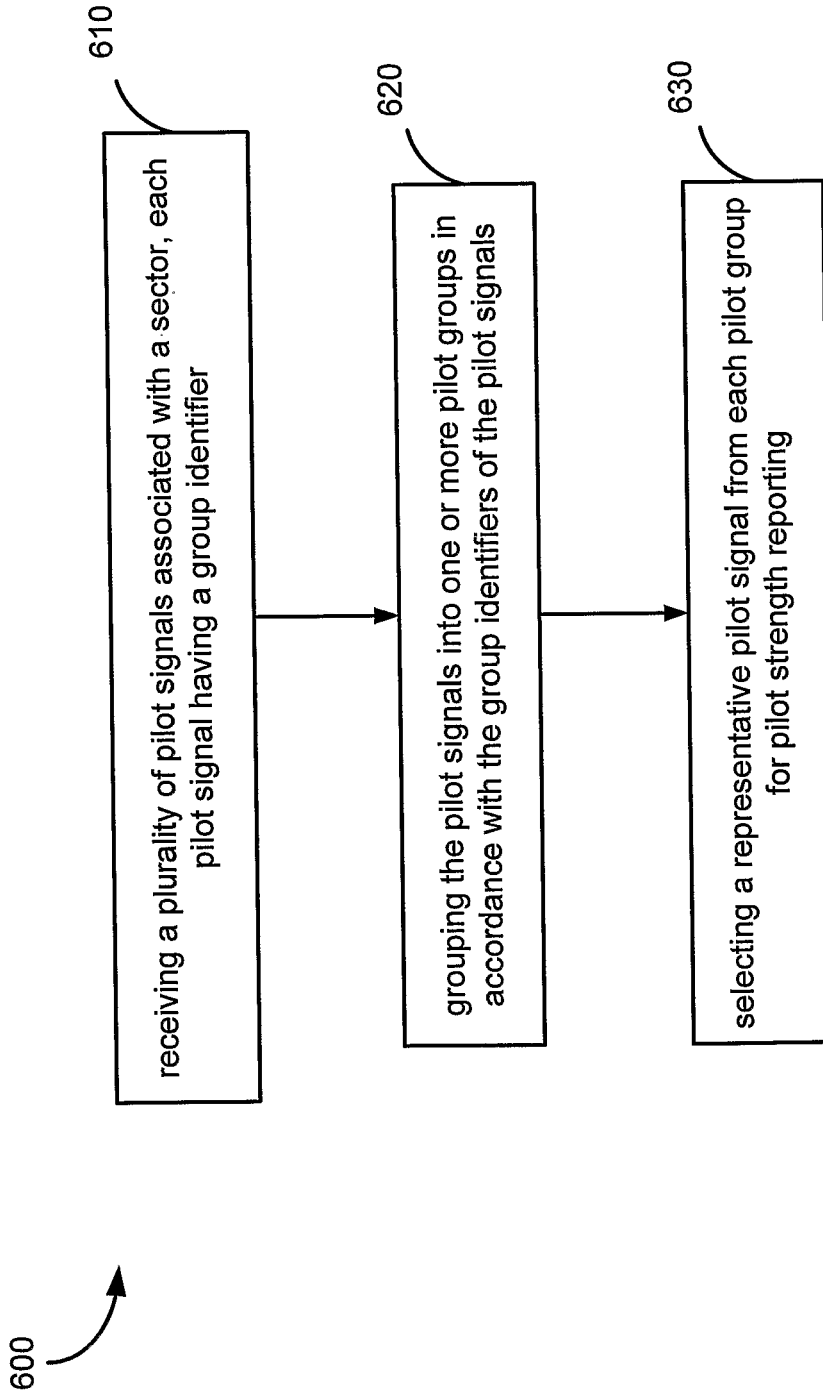 600
610
receiving a plurality of pilot signals associated with a sector, each
pilot signal having a group identifier
620
grouping the pilot signals into one or more pilot groups in
accordance with the group identifiers of the pilot signals
630
selecting a representative pilot signal from each pilot group
for pilot strength reporting